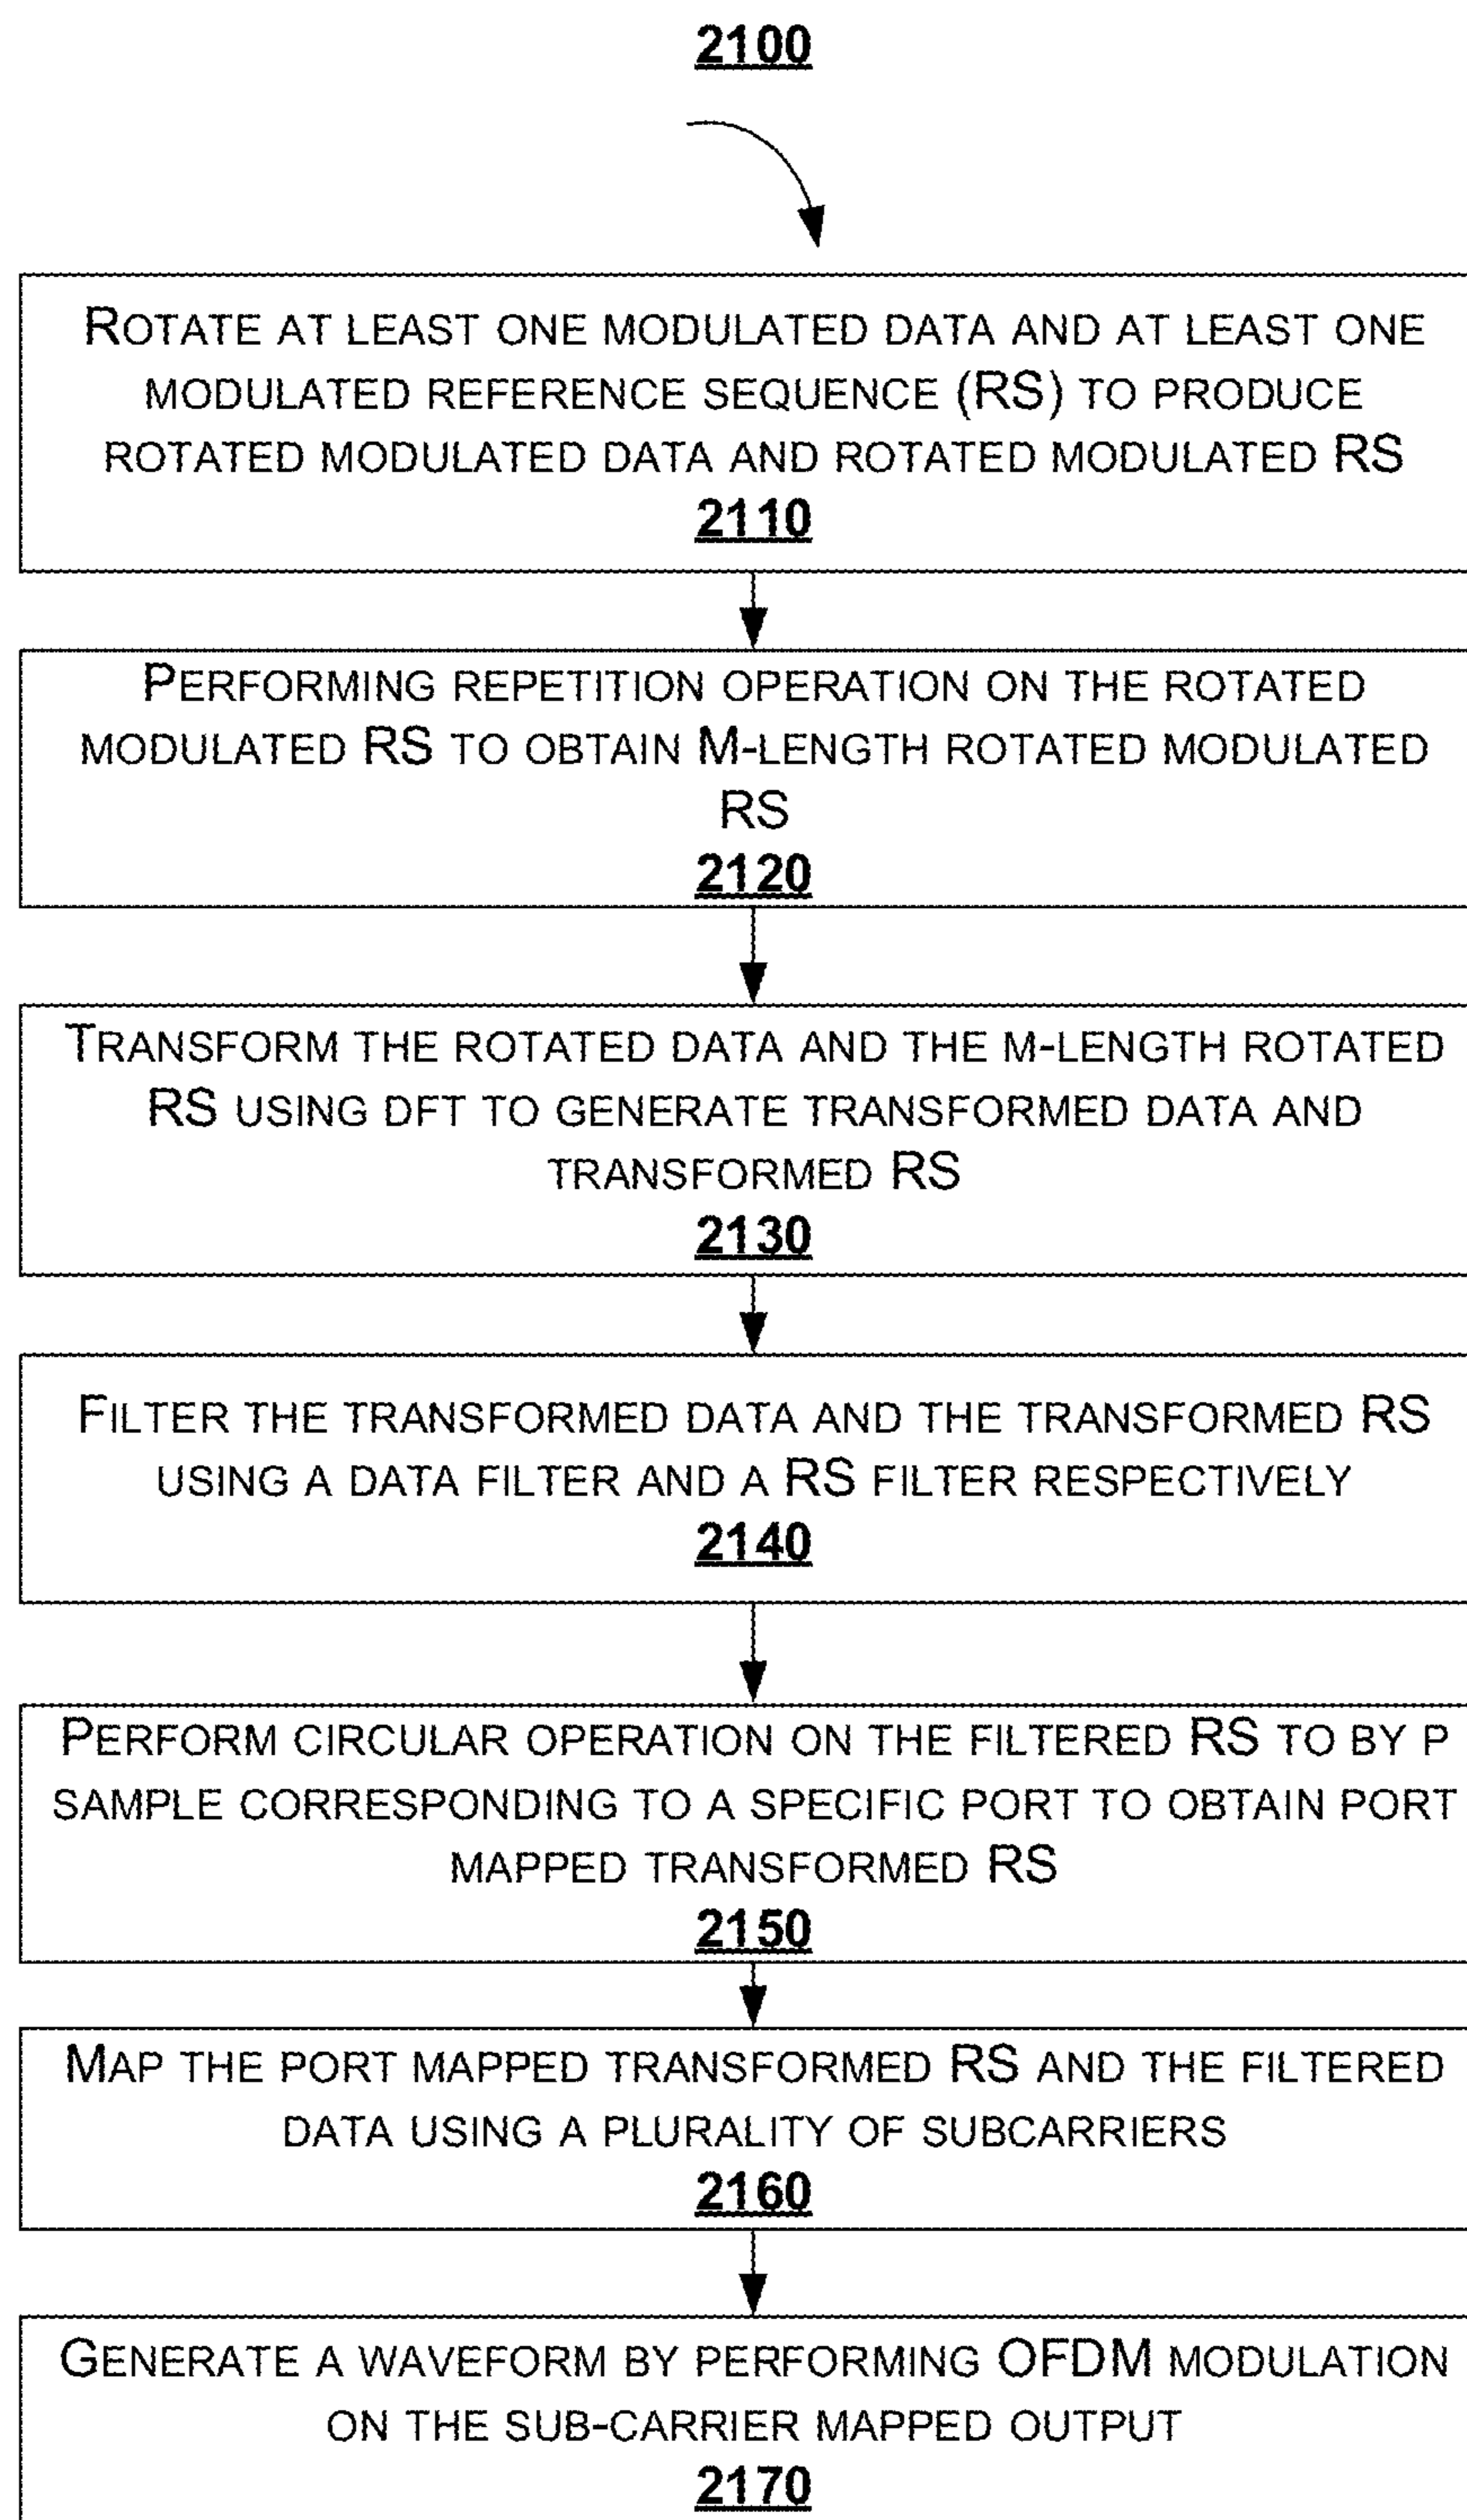 2100
ROTATE AT LEAST ONE MODULATED DATA AND AT LEAST ONE
MODULATED REFERENCE SEQUENCE (RS) TO PRODUCE
ROTATED MODULATED DATA AND ROTATED MODULATED RS
2110
PERFORMING REPETITION OPERATION ON THE ROTATED
MODULATED RS TO OBTAIN M-LENGTH ROTATED MODULATED
RS
2120
TRANSFORM THE ROTATED DATA AND THE M-LENGTH ROTATED
RS USING DFT TO GENERATE TRANSFORMED DATA AND
TRANSFORMED RS
2130
FILTER THE TRANSFORMED DATA AND THE TRANSFORMED RS
USING A DATA FILTER AND A RS FILTER RESPECTIVELY
2140
PERFORM CIRCULAR OPERATION ON THE FILTERED RS TO BY P
SAMPLE CORRESPONDING TO A SPECIFIC PORT TO OBTAIN PORT
MAPPED TRANSFORMED RS
2150
MAP THE PORT MAPPED TRANSFORMED RS AND THE FILTERED
DATA USING A PLURALITY OF SUBCARRIERS
2160
GENERATE A WAVEFORM BY PERFORMING OFDM MODULATION
ON THE SUB-CARRIER MAPPED OUTPUT
2170